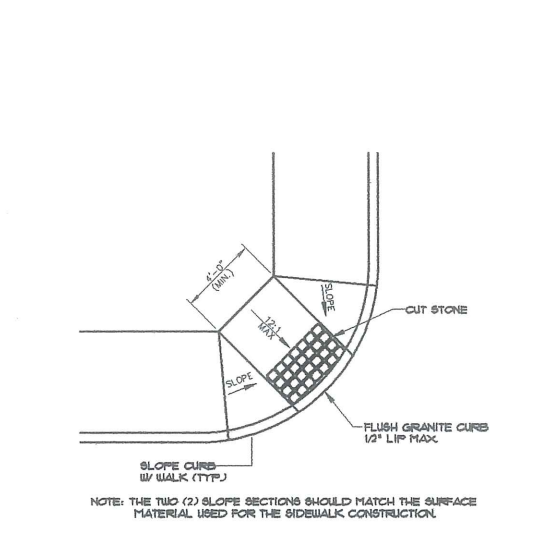 4'-0"
(MIN.)
SLOPE
12:1
MAX
CUT STONE
SLOPE
FLUSH GRANITE CURB
1/2" LIP MAX.
SLOPE CURB
W/ WALK (TYP.)
NOTE: THE TWO (2) SLOPE SECTIONS SHOULD MATCH THE SURFACE
MATERIAL USED FOR THE SIDEWALK CONSTRUCTION.